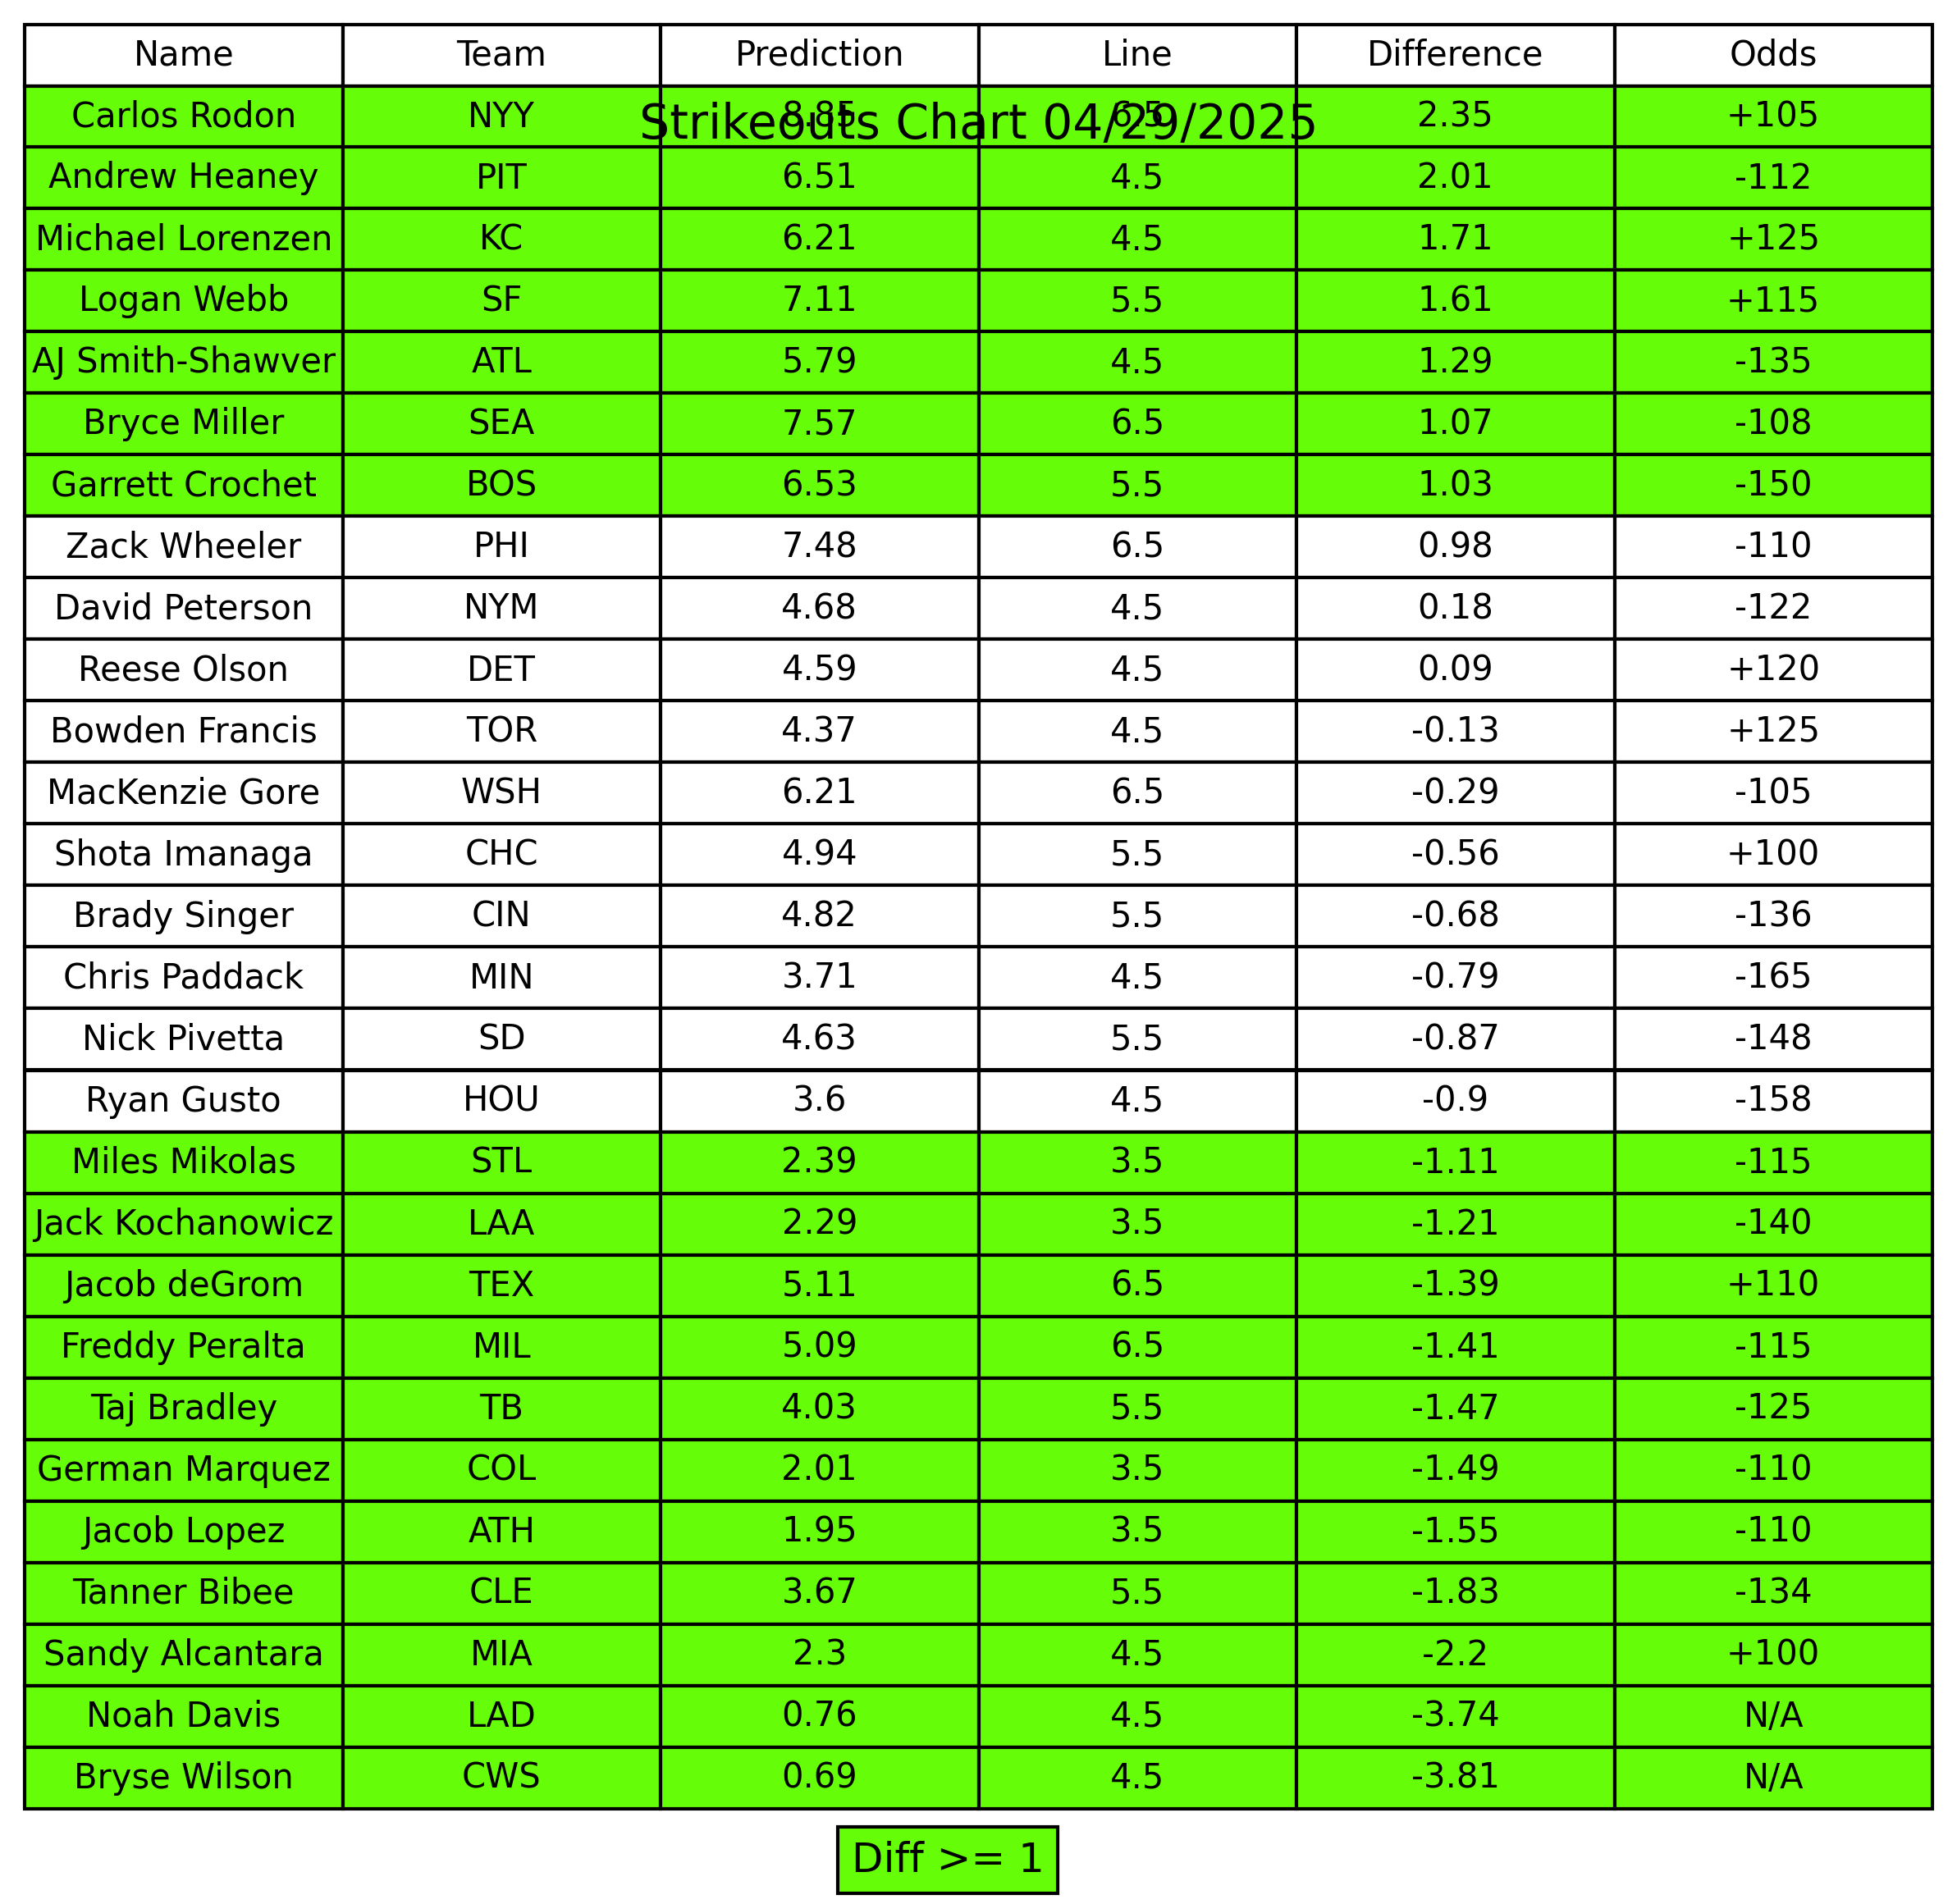 Name Team Prediction Line Difference Odds
Strikeouts Chart 04/29/2025
Carlos Rodon NYY 8.85 6.5 2.35 +105
Andrew Heaney PIT 6.51 4.5 2.01 -112
Michael Lorenzen KC 6.21 4.5 1.71 +125
Logan Webb SF 7.11 5.5 1.61 +115
AJ Smith-Shawver ATL 5.79 4.5 1.29 -135
Bryce Miller SEA 7.57 6.5 1.07 -108
Garrett Crochet BOS 6.53 5.5 1.03 -150
Zack Wheeler PHI 7.48 6.5 0.98 -110
David Peterson NYM 4.68 4.5 0.18 -122
Reese Olson DET 4.59 4.5 0.09 +120
Bowden Francis TOR 4.37 4.5 -0.13 +125
MacKenzie Gore WSH 6.21 6.5 -0.29 -105
Shota Imanaga CHC 4.94 5.5 -0.56 +100
Brady Singer CIN 4.82 5.5 -0.68 -136
Chris Paddack MIN 3.71 4.5 -0.79 -165
Nick Pivetta SD 4.63 5.5 -0.87 -148
Ryan Gusto HOU 3.6 4.5 -0.9 -158
Miles Mikolas STL 2.39 3.5 -1.11 -115
Jack Kochanowicz LAA 2.29 3.5 -1.21 -140
Jacob deGrom TEX 5.11 6.5 -1.39 +110
Freddy Peralta MIL 5.09 6.5 -1.41 -115
Taj Bradley TB 4.03 5.5 -1.47 -125
German Marquez COL 2.01 3.5 -1.49 -110
Jacob Lopez ATH 1.95 3.5 -1.55 -110
Tanner Bibee CLE 3.67 5.5 -1.83 -134
Sandy Alcantara MIA 2.3 4.5 -2.2 +100
Noah Davis LAD 0.76 4.5 -3.74 N/A
Bryse Wilson CWS 0.69 4.5 -3.81 N/A
Diff >= 1